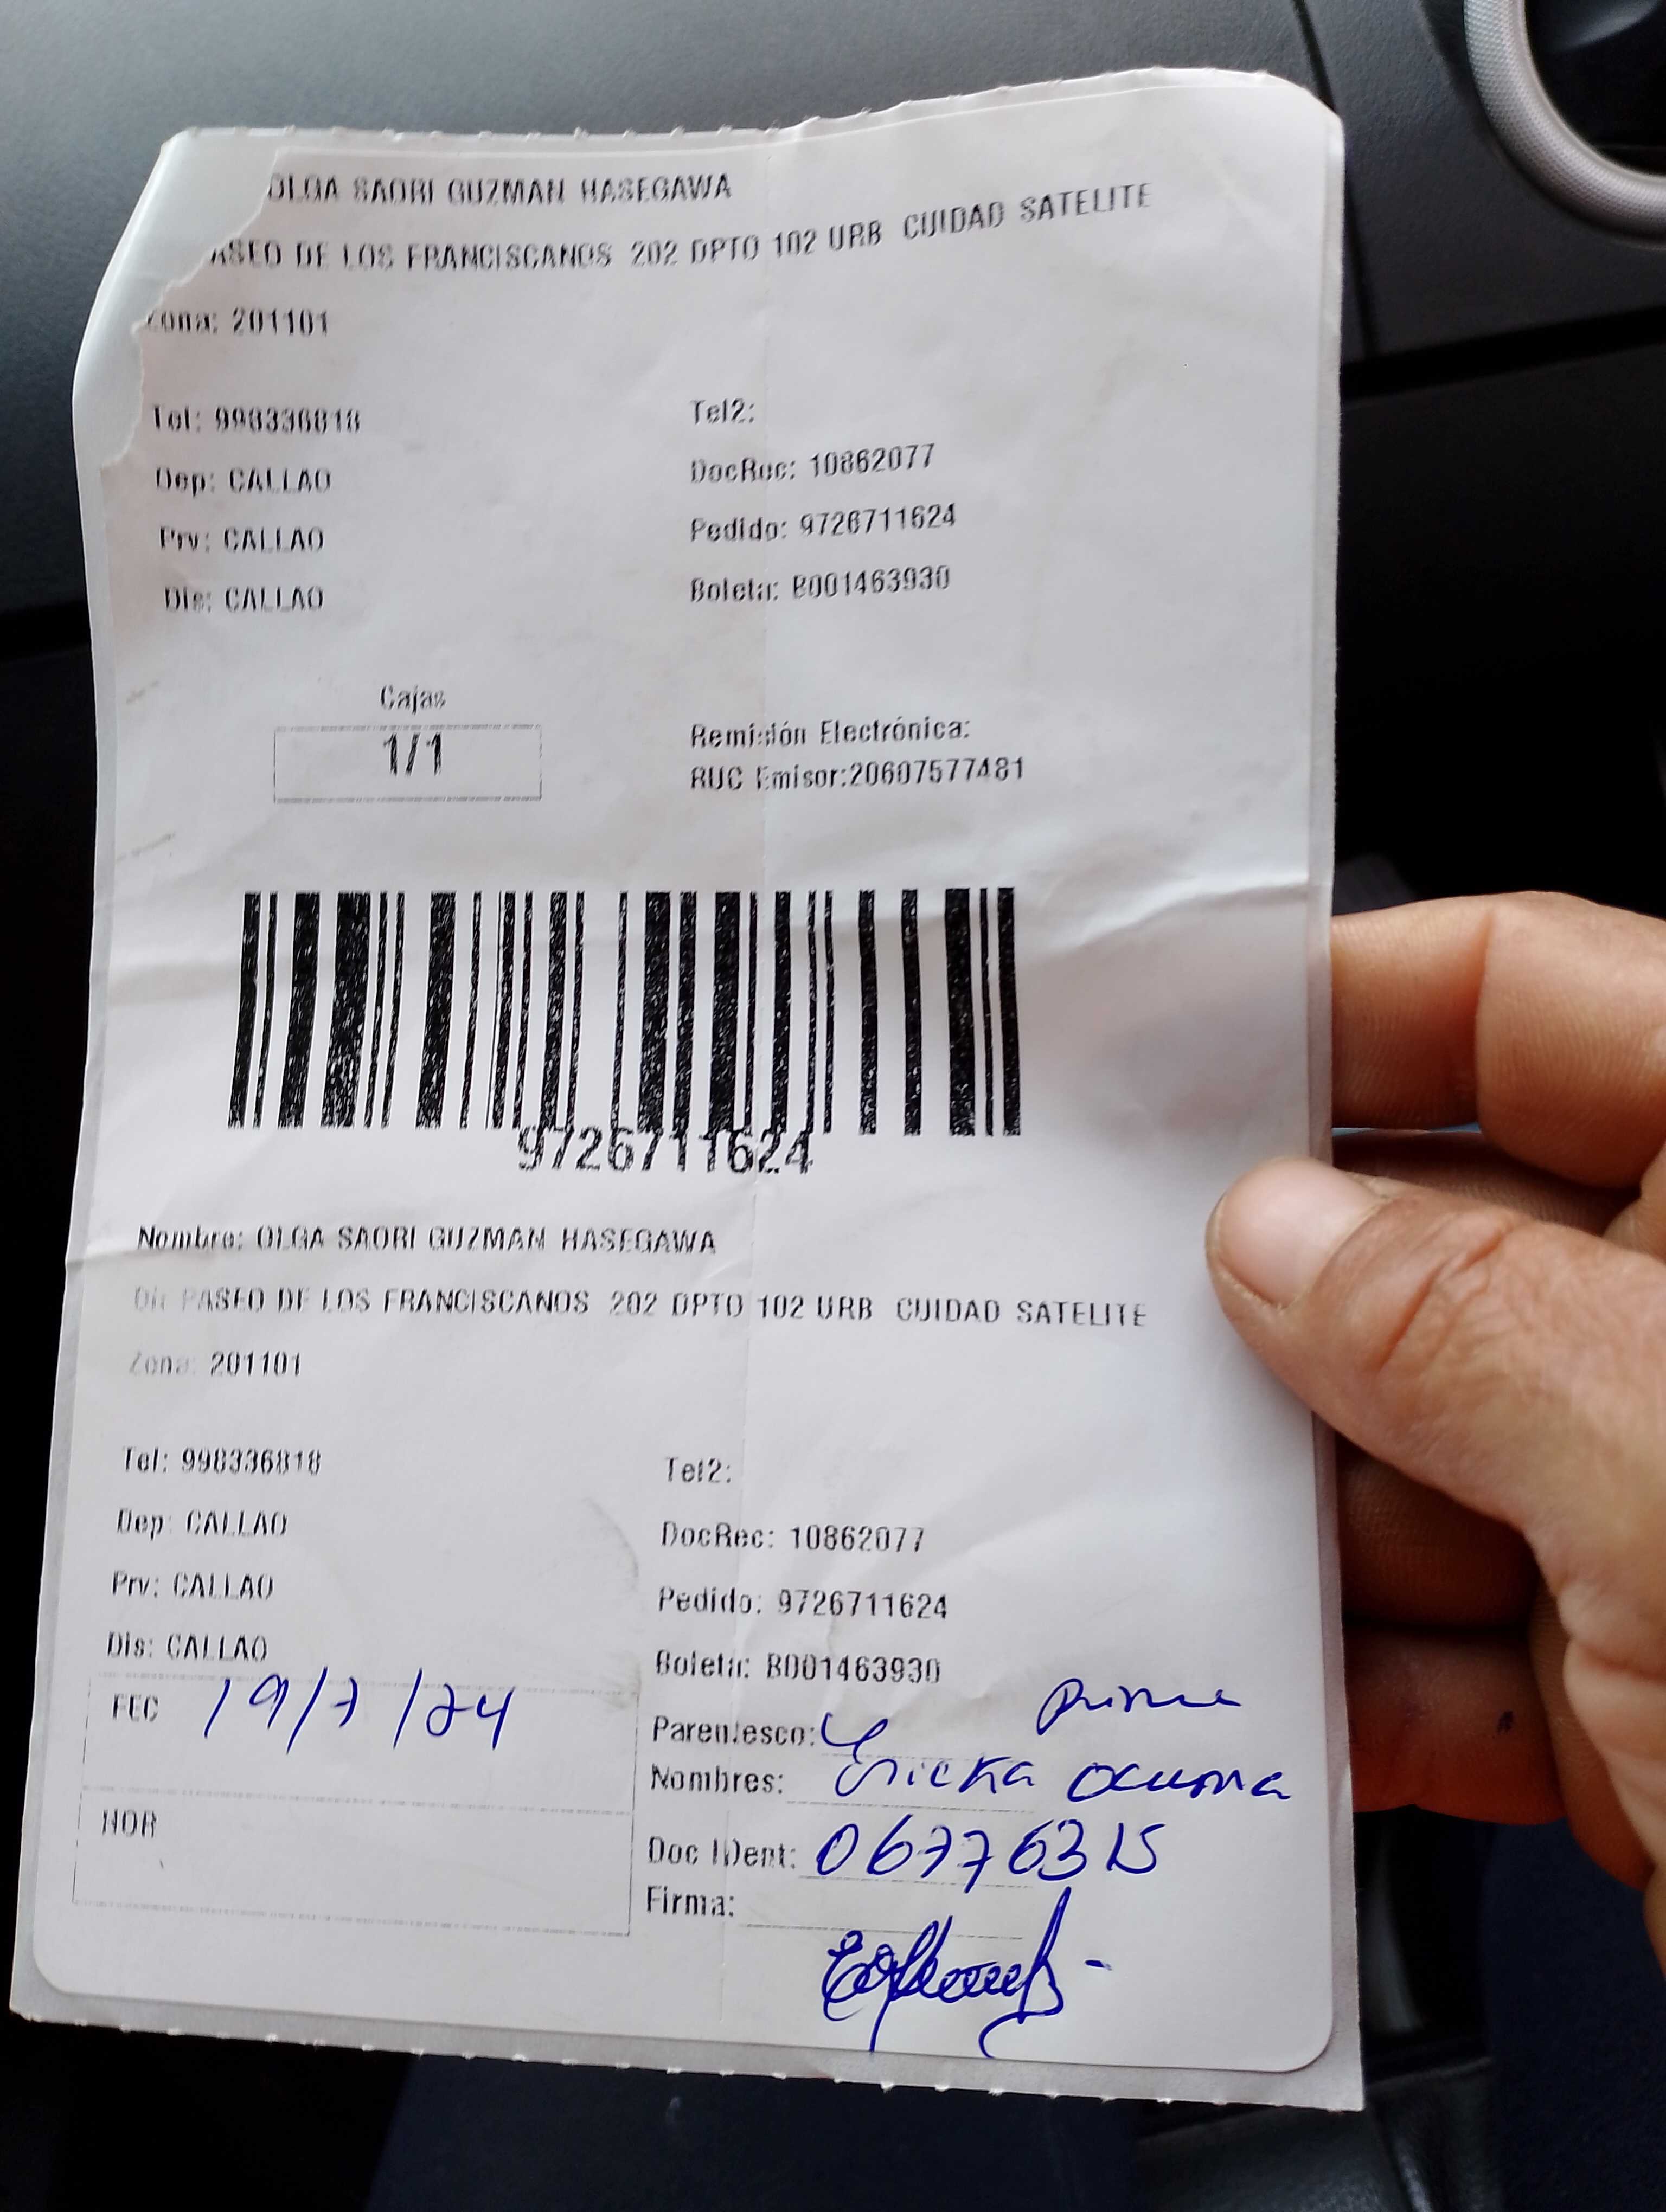 OLGA SAORI GUZMAN HASEGAWA
ASEO DE LOS FRANCISCANOS 202 DPTO 102 URB CUIDAD SATELITE
Zona: 201101
Tel: 998336818 Tel2:
Dep: CALLAO DocRec: 10862077
Prv: CALLAO Pedido: 9726711624
Dis: CALLAO Boleta: B001463930
Cajas
1/1
Remisión Electrónica:
RUC Emisor:20607577481
9726711624
Nombre: OLGA SAORI GUZMAN HASEGAWA
Dir PASEO DE LOS FRANCISCANOS 202 DPTO 102 URB CUIDAD SATELITE
Zona: 201101
Tel: 998336818 Tel2:
Dep: CALLAO DocRec: 10862077
Prv: CALLAO Pedido: 9726711624
Dis: CALLAO Boleta: B001463930
FEC 19/7/24
Parentesco:
Nombres: Ericka
HOR
Doc IDent: 06776315
Firma: